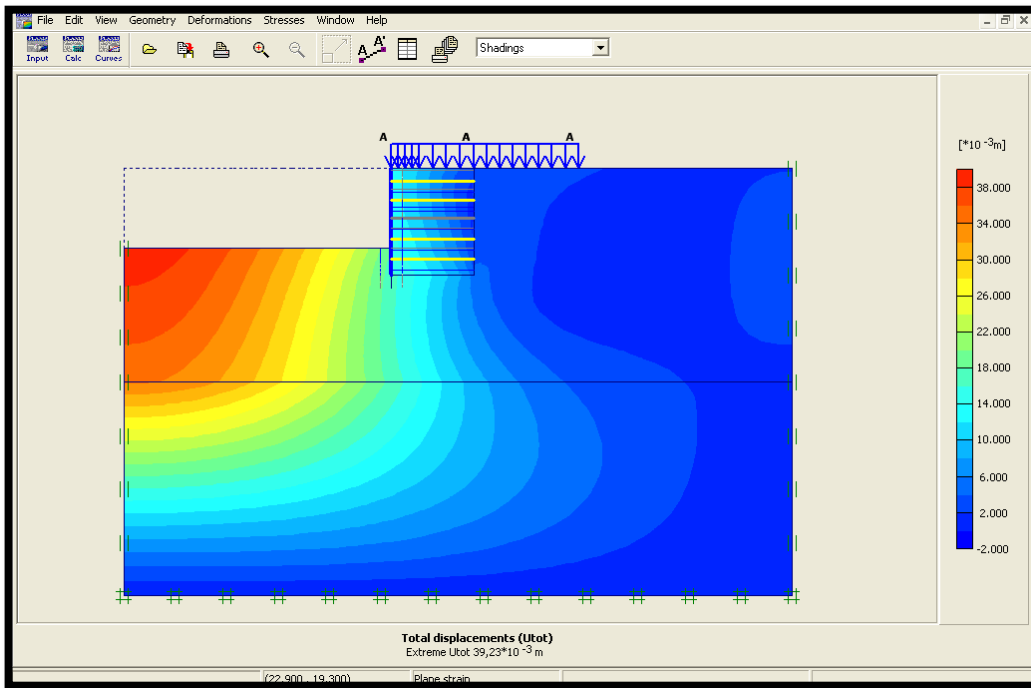 File Edit View Geometry Deformations Stresses Window Help
Input Calc Curves A A' Shadings
A A A
[*10 -3m]
38.000
34.000
30.000
26.000
22.000
18.000
14.000
10.000
6.000
2.000
-2.000
Total displacements (Utot)
Extreme Utot 39,23*10 -3 m
(22.900 , 19.300) Plane strain